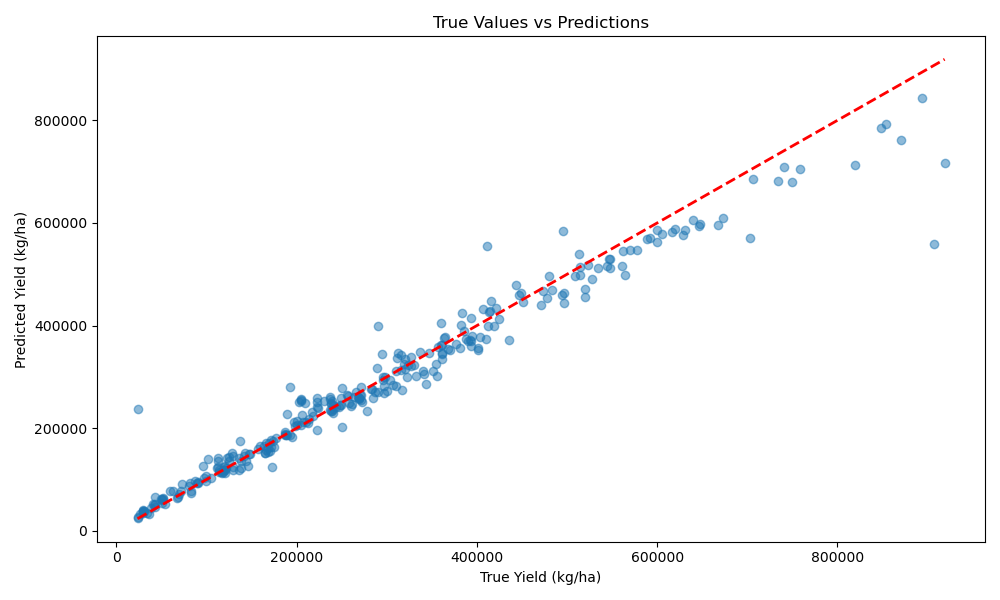 True Values vs Predictions
800000
600000
400000
200000
0
Predicted Yield (kg/ha)
0 200000 400000 600000 800000
True Yield (kg/ha)